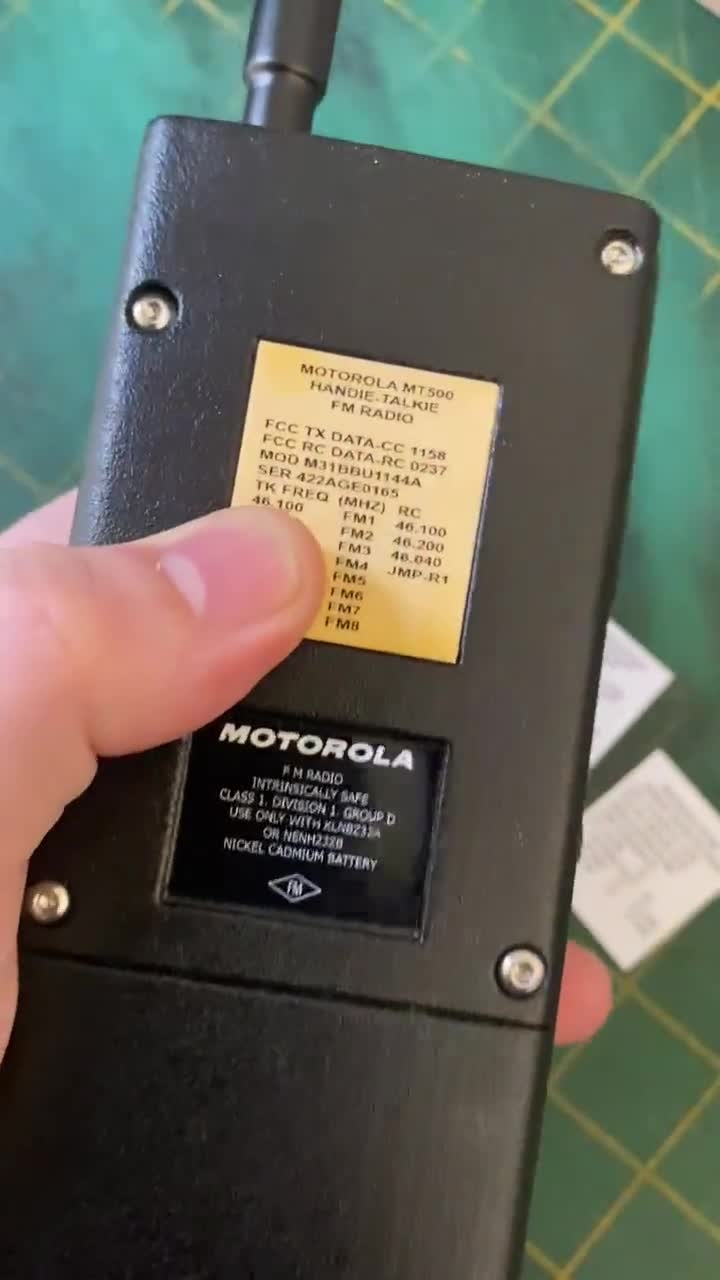 MOTOROLA MT500
HANDIE-TALKIE
FM RADIO
FCC TX DATA-CC 1158
FCC RC DATA-RC 0237
MOD M31BBU1144A
SER 422AGE0165
TK FREQ (MHZ) RC
46.100 FM1 46.100
FM2 46.200
FM3 46.040
FM4 JMP-R1
FM5
FM6
FM7
FM8
MOTOROLA
F M RADIO
INTRINSICALLY SAFE
CLASS 1, DIVISION 1, GROUP D
USE ONLY WITH
OR
NICKEL CADMIUM BATTERY
FM